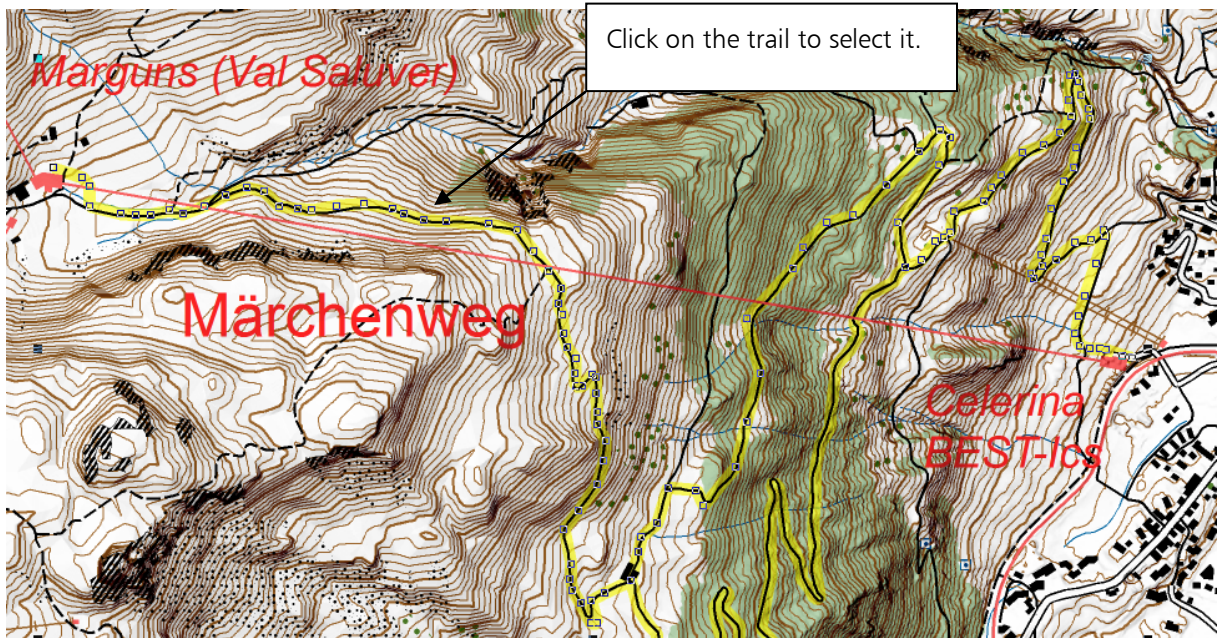 Click on the trail to select it.
Marguns (Val Saluver)
Märchenweg
Celerina
BEST-Ics